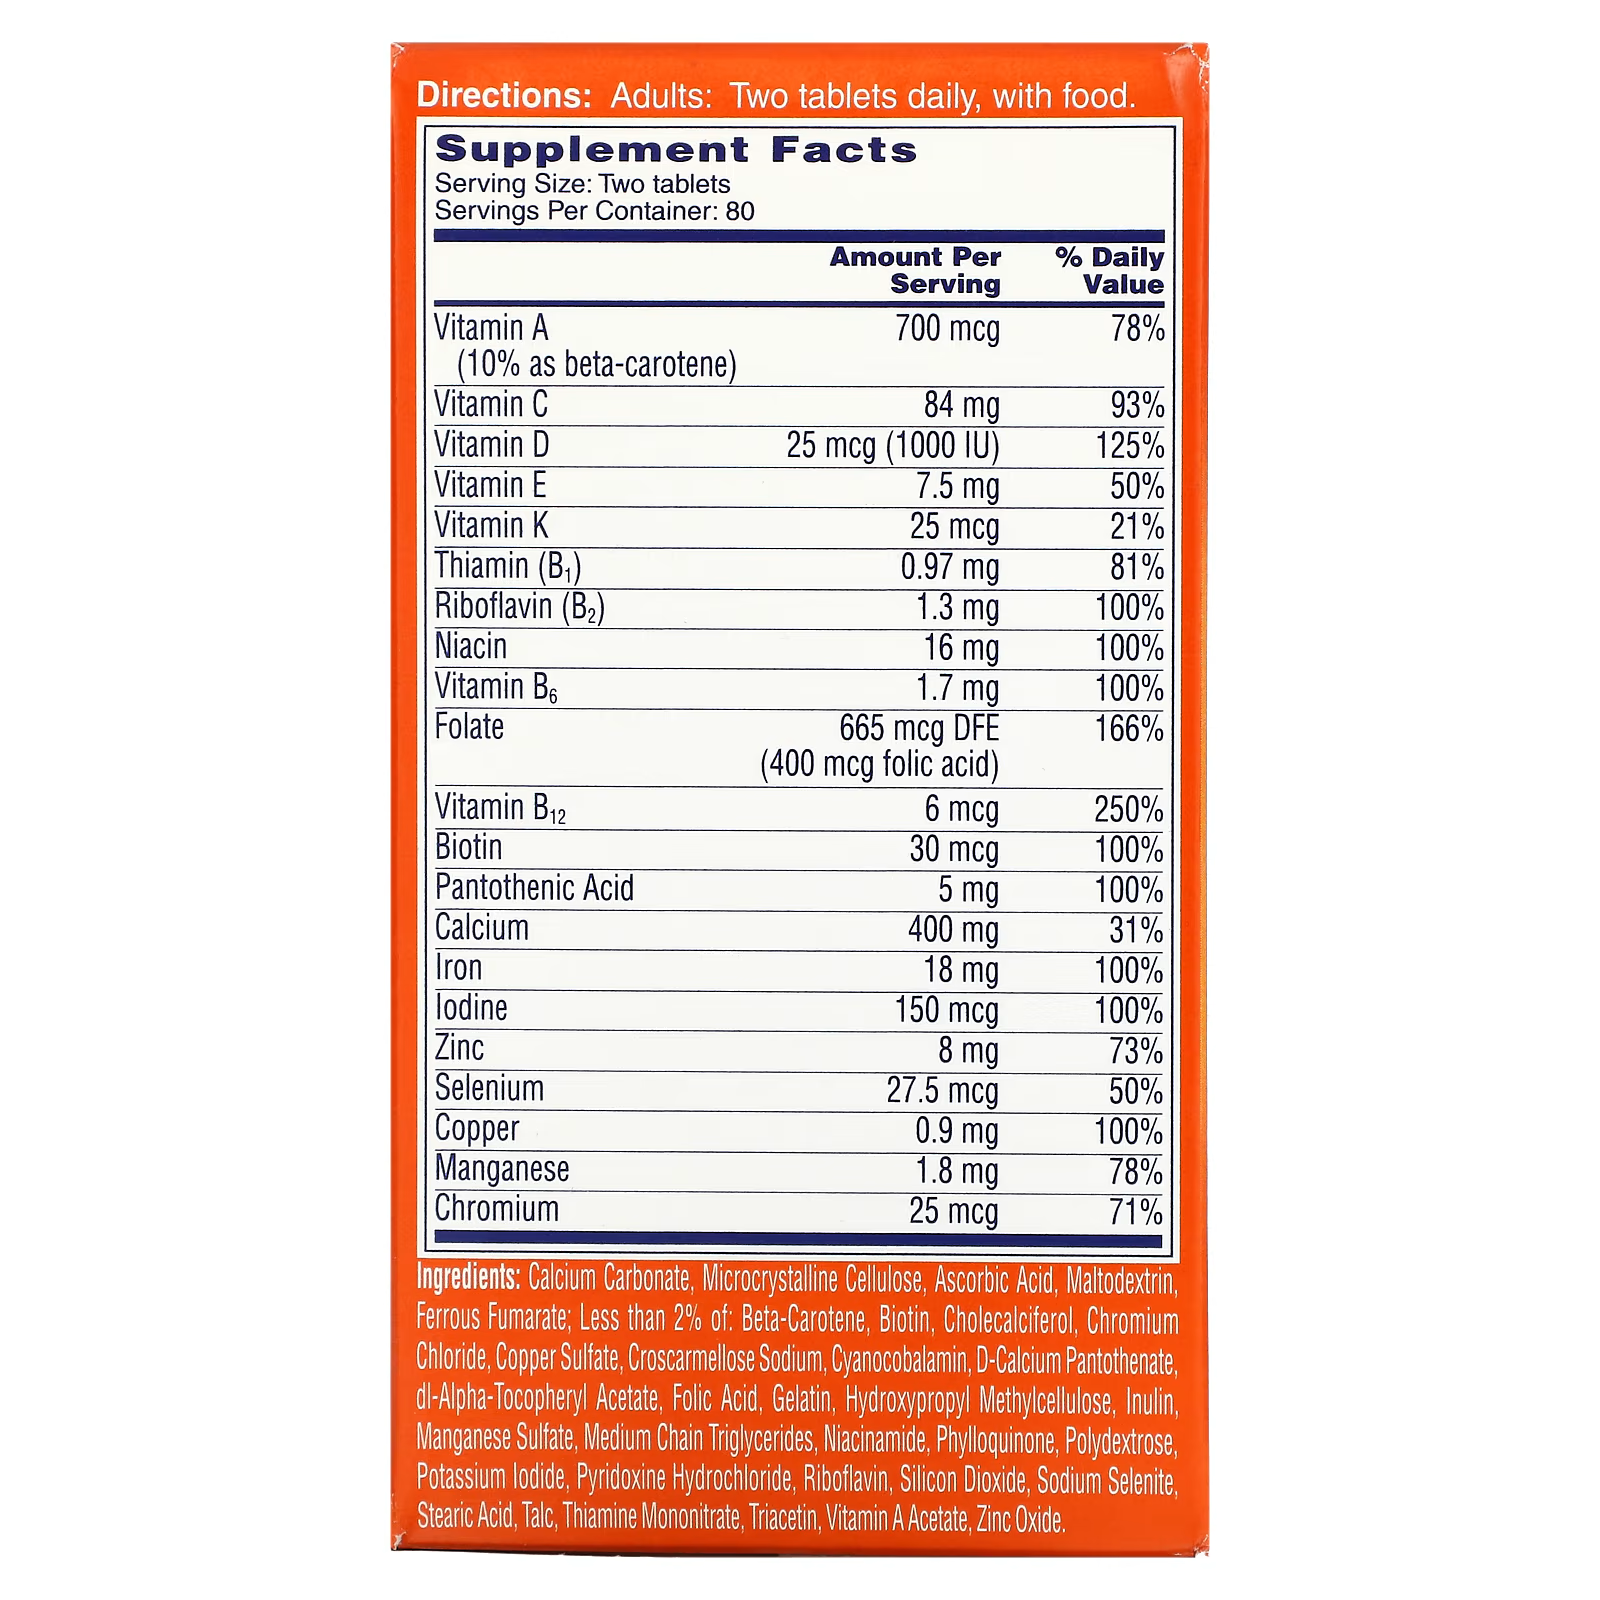 Directions: Adults: Two tablets daily, with food.
Supplement Facts
Serving Size: Two tablets
Servings Per Container: 80
Amount Per % Daily
Serving Value
Vitamin A 700 mcg 78%
(10% as beta-carotene)
Vitamin C 84 mg 93%
Vitamin D 25 mcg (1000 IU) 125%
Vitamin E 7.5 mg 50%
Vitamin K 25 mcg 21%
Thiamin (B₁) 0.97 mg 81%
Riboflavin (B₂) 1.3 mg 100%
Niacin 16 mg 100%
Vitamin B₆ 1.7 mg 100%
Folate 665 mcg DFE 166%
(400 mcg folic acid)
Vitamin B₁₂ 6 mcg 250%
Biotin 30 mcg 100%
Pantothenic Acid 5 mg 100%
Calcium 400 mg 31%
Iron 18 mg 100%
Iodine 150 mcg 100%
Zinc 8 mg 73%
Selenium 27.5 mcg 50%
Copper 0.9 mg 100%
Manganese 1.8 mg 78%
Chromium 25 mcg 71%
Ingredients: Calcium Carbonate, Microcrystalline Cellulose, Ascorbic Acid, Maltodextrin,
Ferrous Fumarate; Less than 2% of: Beta-Carotene, Biotin, Cholecalciferol, Chromium
Chloride, Copper Sulfate, Croscarmellose Sodium, Cyanocobalamin, D-Calcium Pantothenate,
dl-Alpha-Tocopheryl Acetate, Folic Acid, Gelatin, Hydroxypropyl Methylcellulose, Inulin,
Manganese Sulfate, Medium Chain Triglycerides, Niacinamide, Phylloquinone, Polydextrose,
Potassium Iodide, Pyridoxine Hydrochloride, Riboflavin, Silicon Dioxide, Sodium Selenite,
Stearic Acid, Talc, Thiamine Mononitrate, Triacetin, Vitamin A Acetate, Zinc Oxide.